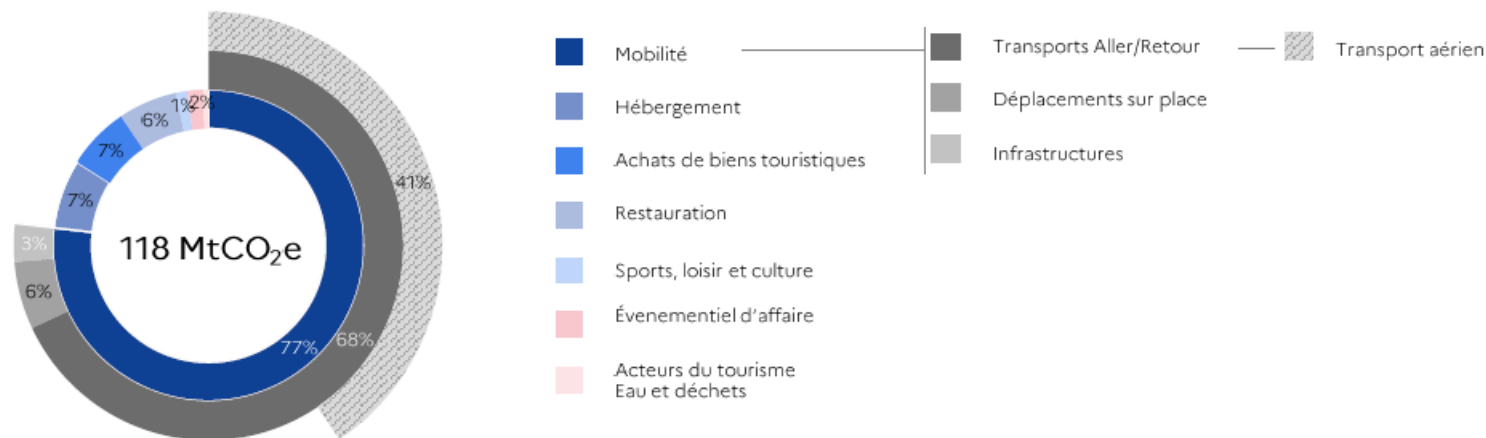 1%
2%
6%
7%
7%
3%
6%
118 MtCO₂e
41%
68%
77%
Mobilité
Hébergement
Achats de biens touristiques
Restauration
Sports, loisir et culture
Évenementiel d'affaire
Acteurs du tourisme
Eau et déchets
Transports Aller/Retour
Déplacements sur place
Infrastructures
Transport aérien